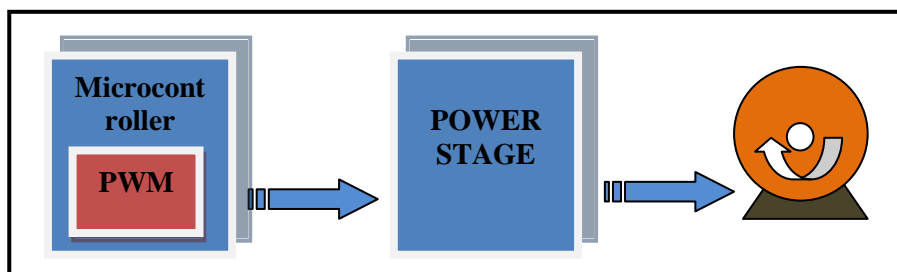 Microcont
roller
PWM
POWER
STAGE